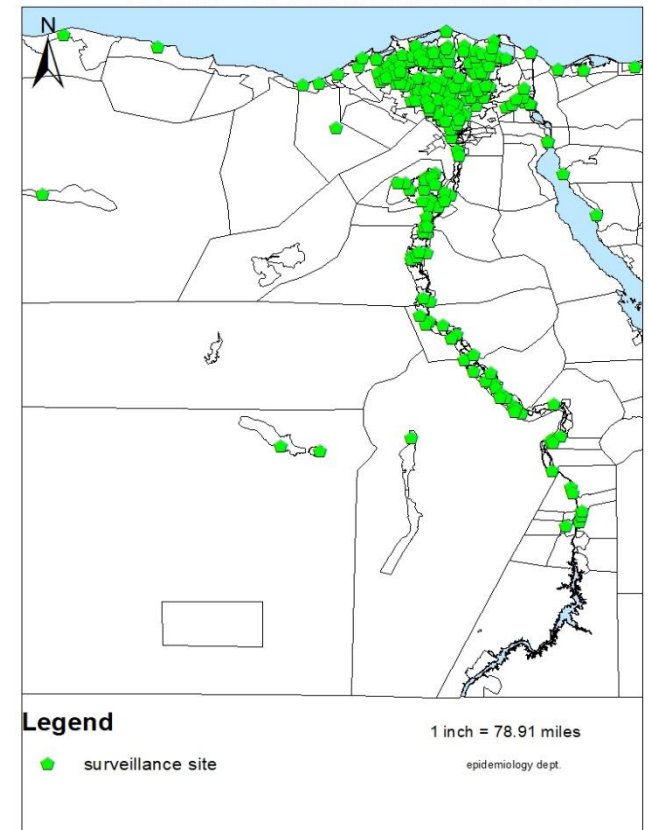 N
Legend
1 inch = 78.91 miles
surveillance site
epidemiology dept.